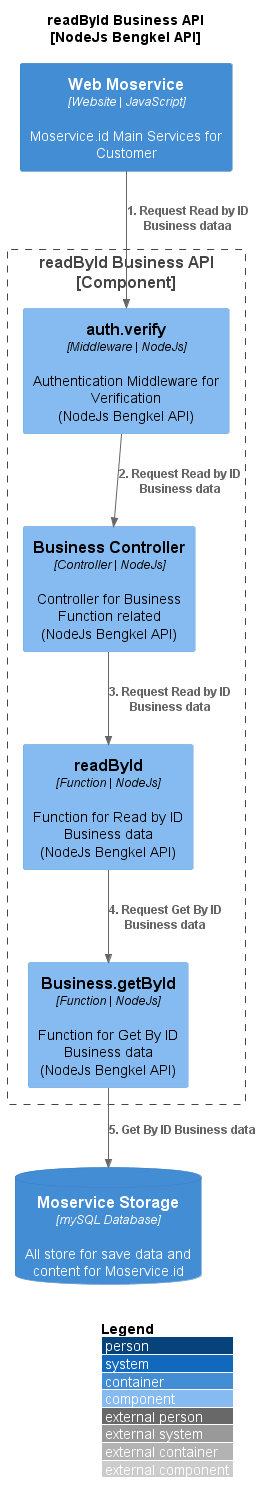 readById Business API
[NodeJs Bengkel API]
Web Moservice
[Website | JavaScript]
Moservice.id Main Services for
Customer
1. Request Read by ID
Business dataa
readById Business API
[Component]
auth.verify
[Middleware | NodeJs]
Authentication Middleware for
Verification
(NodeJs Bengkel API)
2. Request Read by ID
Business data
Business Controller
[Controller | NodeJs]
Controller for Business
Function related
(NodeJs Bengkel API)
3. Request Read by ID
Business data
readById
[Function | NodeJs]
Function for Read by ID
Business data
(NodeJs Bengkel API)
4. Request Get By ID
Business data
Business.getById
[Function | NodeJs]
Function for Get By ID
Business data
(NodeJs Bengkel API)
5. Get By ID Business data
Moservice Storage
[mySQL Database]
All store for save data and
content for Moservice.id
Legend
person
system
container
component
external person
external system
external container
external component